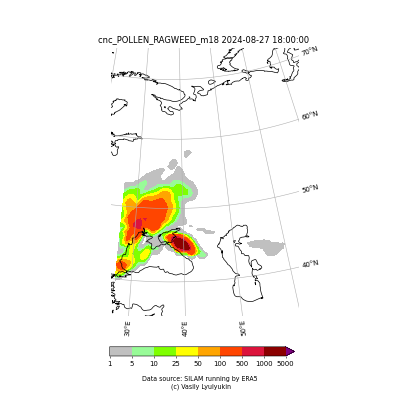 cnc_POLLEN_RAGWEED_m18 2024-08-27 18:00:00
70°N
60°N
50°N
40°N
30°E 40°E 50°E
1 5 10 25 50 100 500 1000 5000
Data source: SILAM running by ERA5
(c) Vasily Lyulyukin